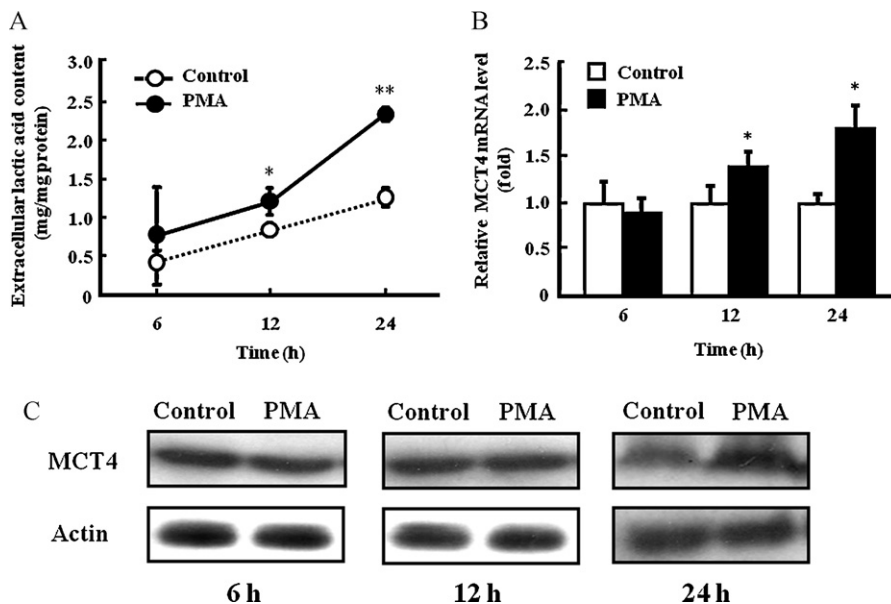 A
Extracellular lactic acid content
(mg/mg protein)
3.0
2.5
2.0
1.5
1.0
0.5
0
Control
PMA
*
**
6
12
24
Time (h)
B
Relative MCT4 mRNA level
(fold)
2.5
2.0
1.5
1.0
0.5
0
Control
PMA
*
*
6
12
24
Time (h)
C
Control PMA
Control PMA
Control PMA
MCT4
Actin
6 h
12 h
24 h